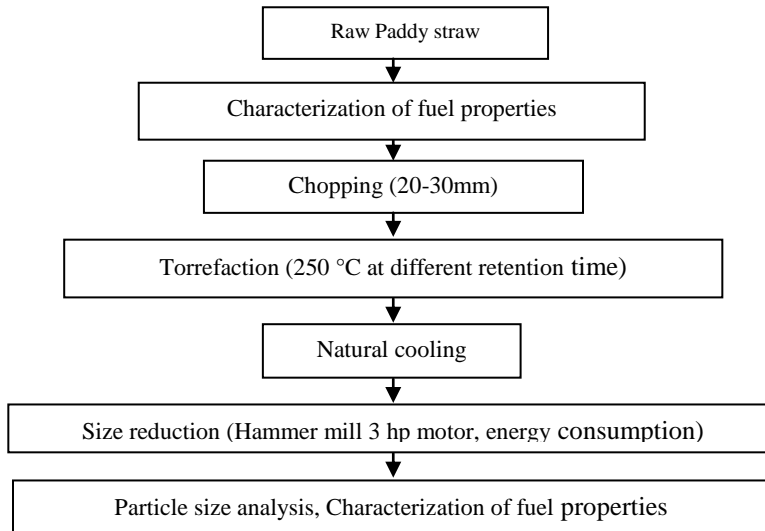 Raw Paddy straw
Characterization of fuel properties
Chopping (20-30mm)
Torrefaction (250 °C at different retention time)
Natural cooling
Size reduction (Hammer mill 3 hp motor, energy consumption)
Particle size analysis, Characterization of fuel properties